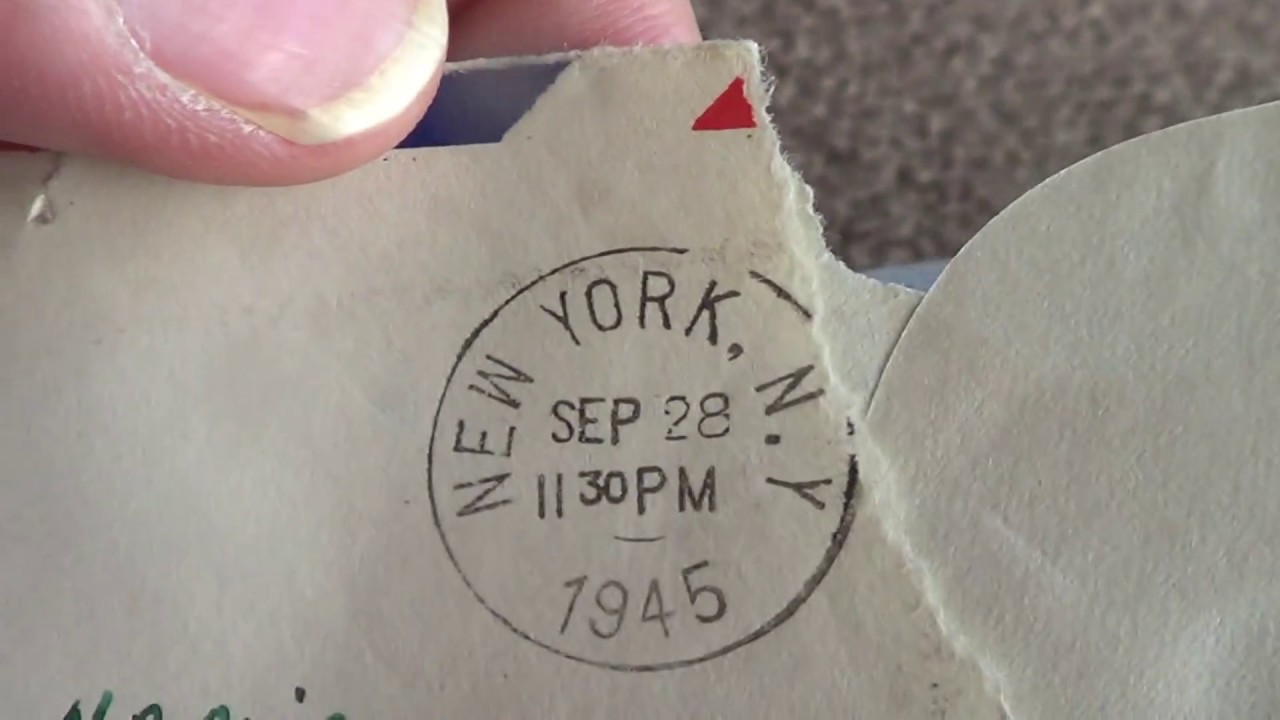 NEW YORK, N.Y
SEP 28
11 30 PM
1945